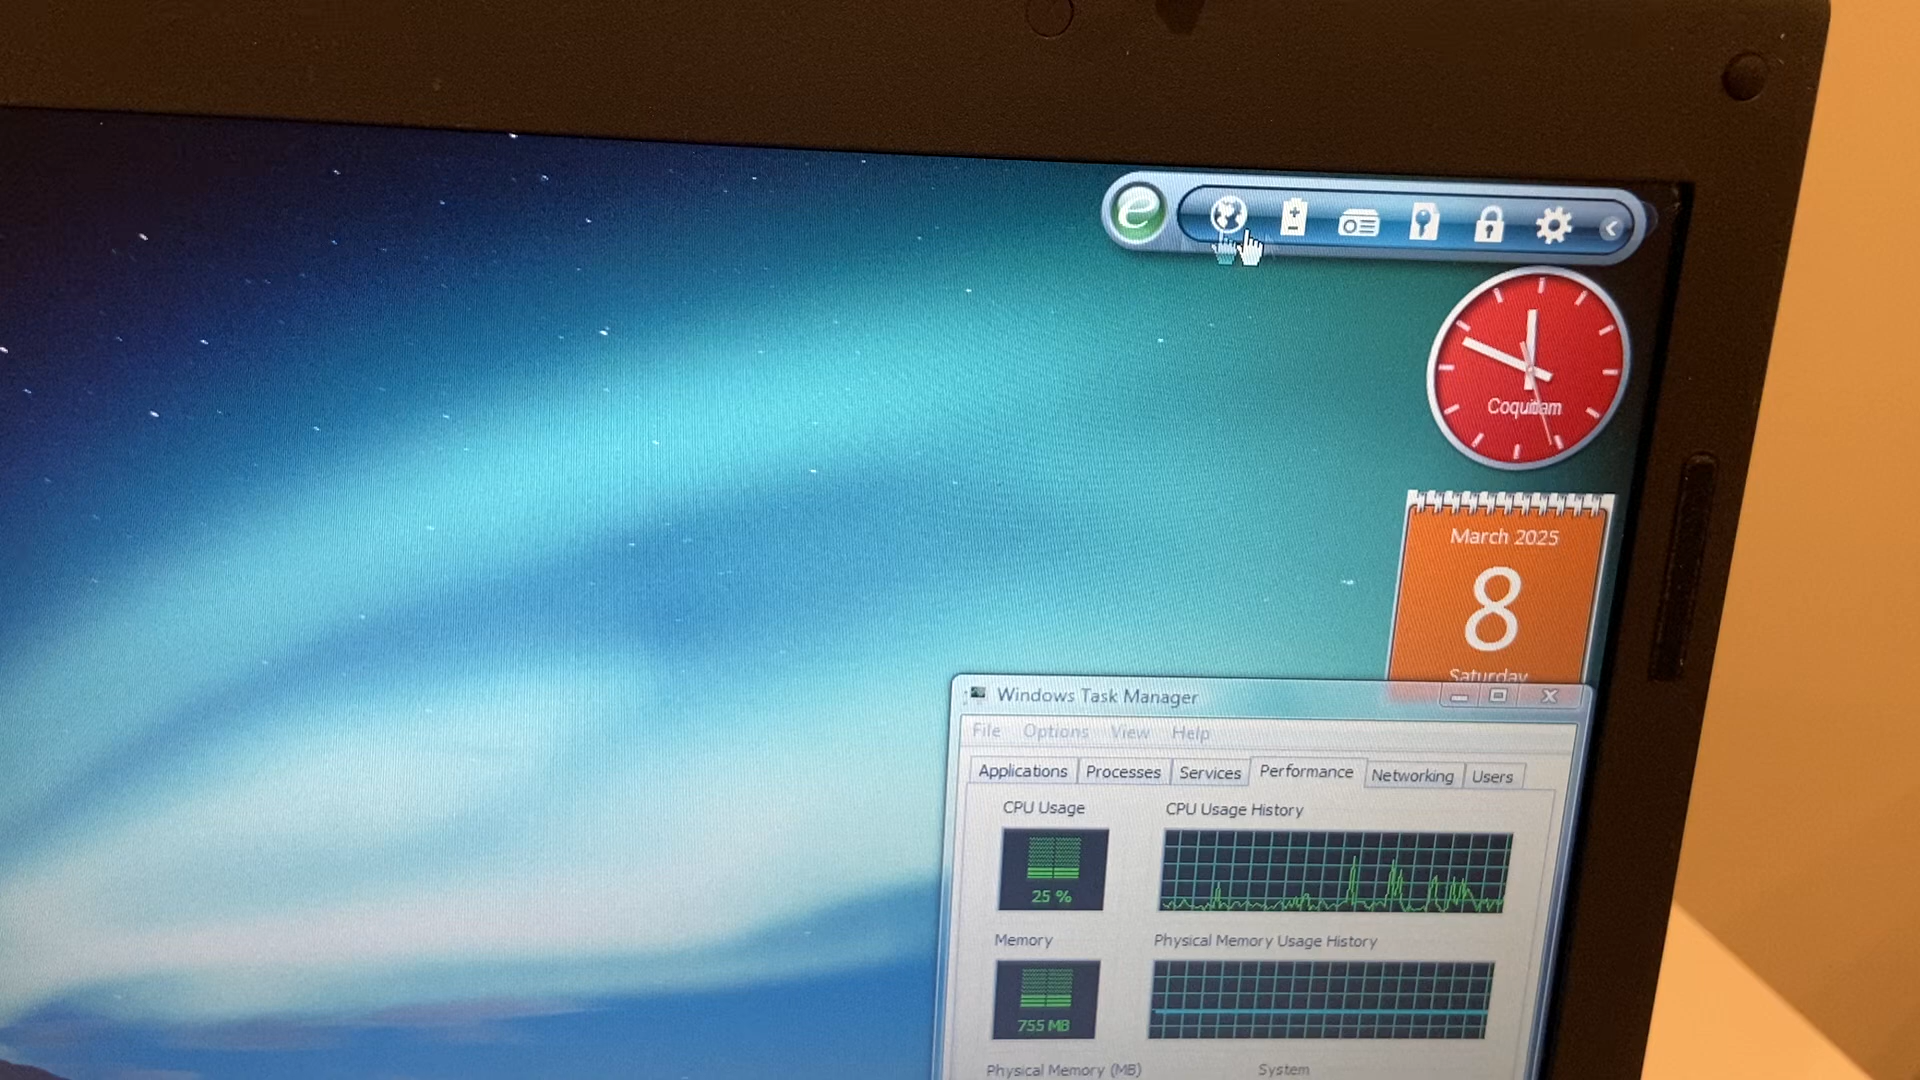 e
Coquitlam
March 2025
8
Saturday
Windows Task Manager
File Options View Help
Applications Processes Services Performance Networking Users
CPU Usage CPU Usage History
25 %
Memory Physical Memory Usage History
755 MB
Physical Memory (MB) System